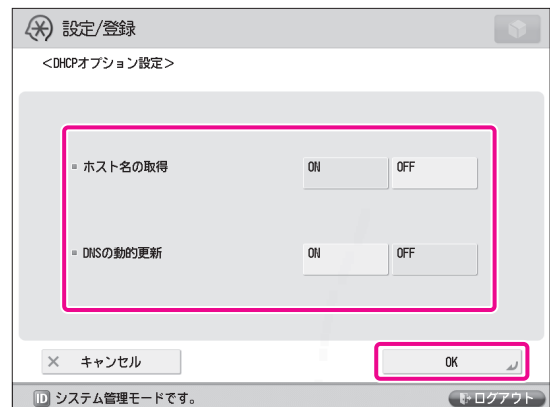 設定/登録
<DHCPオプション設定>
ホスト名の取得 ON OFF
DNSの動的更新 ON OFF
× キャンセル OK
ID システム管理モードです。 ログアウト